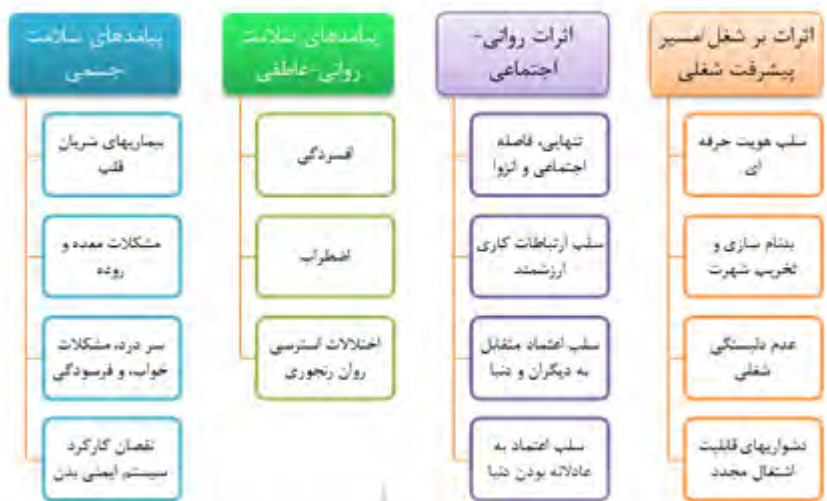 اثرات بر شغل/مسیر
پیشرفت شغلی
سلب هویت حرفه
ای
بدنام سازی و
تخریب شهرت
عدم دلبستگی
شغلی
دشواریهای قابلیت
اشتغال مجدد
اثرات روانی-
اجتماعی
تنهایی، فاصله
اجتماعی و انزوا
سلب ارتباطات کاری
ارزشمند
سلب اعتماد متقابل
به دیگران و دنیا
سلب اعتماد به
عادلانه بودن دنیا
پیامدهای سلامت
روانی-عاطفی
افسردگی
اضطراب
اختلالات استرسی
روان رنجوری
پیامدهای سلامت
جسمی
بیماریهای شریان
قلب
مشکلات معده و
روده
سر درد، مشکلات
خواب، و فرسودگی
نقصان کارکرد
سیستم ایمنی بدن